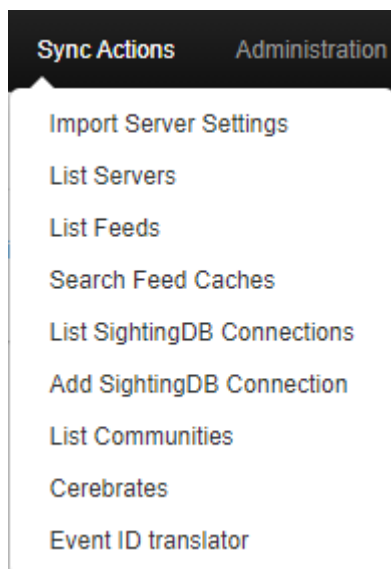 Sync Actions Administration
Import Server Settings
List Servers
List Feeds
Search Feed Caches
List SightingDB Connections
Add SightingDB Connection
List Communities
Cerebrates
Event ID translator